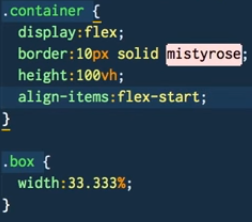 .container {
display:flex;
border:10px solid mistyrose;
height:100vh;
align-items:flex-start;
}
.box {
width:33.333%;
}